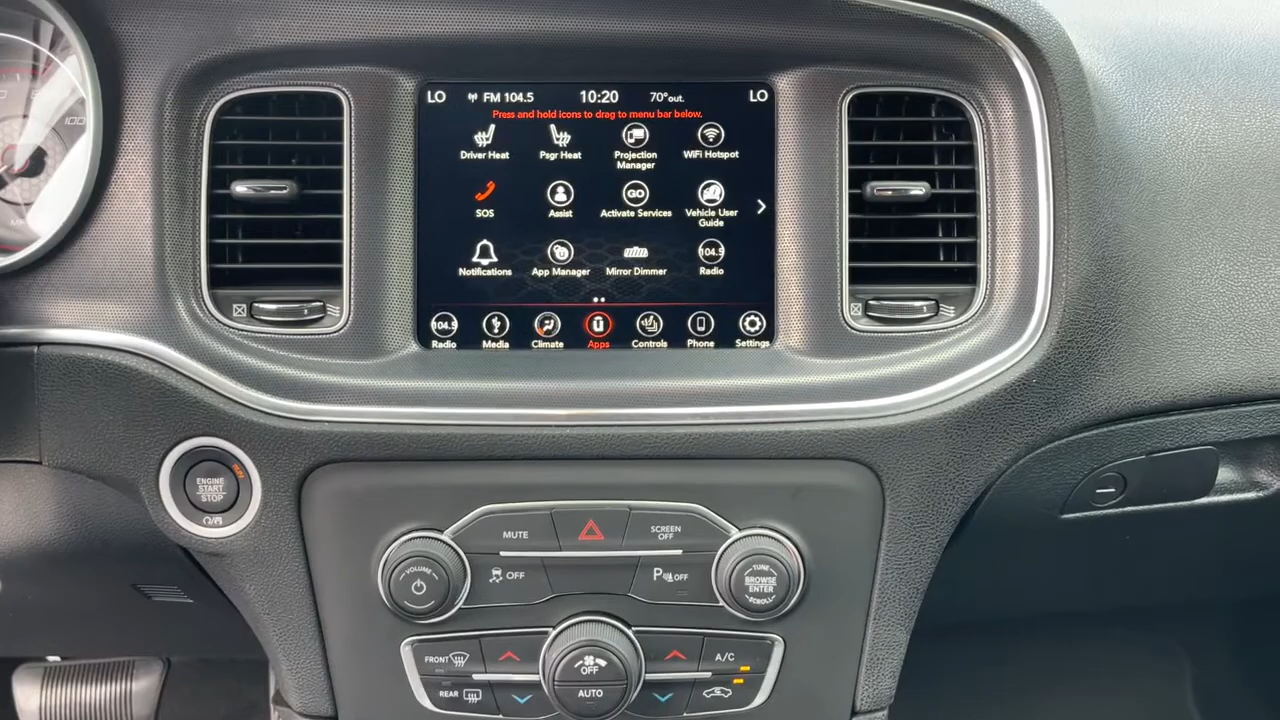 LO FM 104.5 10:20 70°out. LO
Press and hold icons to drag to menu bar below.
Driver Heat
Psgr Heat
Projection
Manager
WiFi Hotspot
SOS
Assist
GO
Activate Services
Vehicle User
Guide
Notifications
App Manager
Mirror Dimmer
104.5
Radio
104.5
Radio
Media
Climate
Apps
Controls
Phone
Settings
100
ENGINE
START
STOP
RUN
MUTE
SCREEN
OFF
VOLUME
OFF
P OFF
TUNE
BROWSE
ENTER
SCROLL
FRONT
OFF
A/C
REAR
AUTO